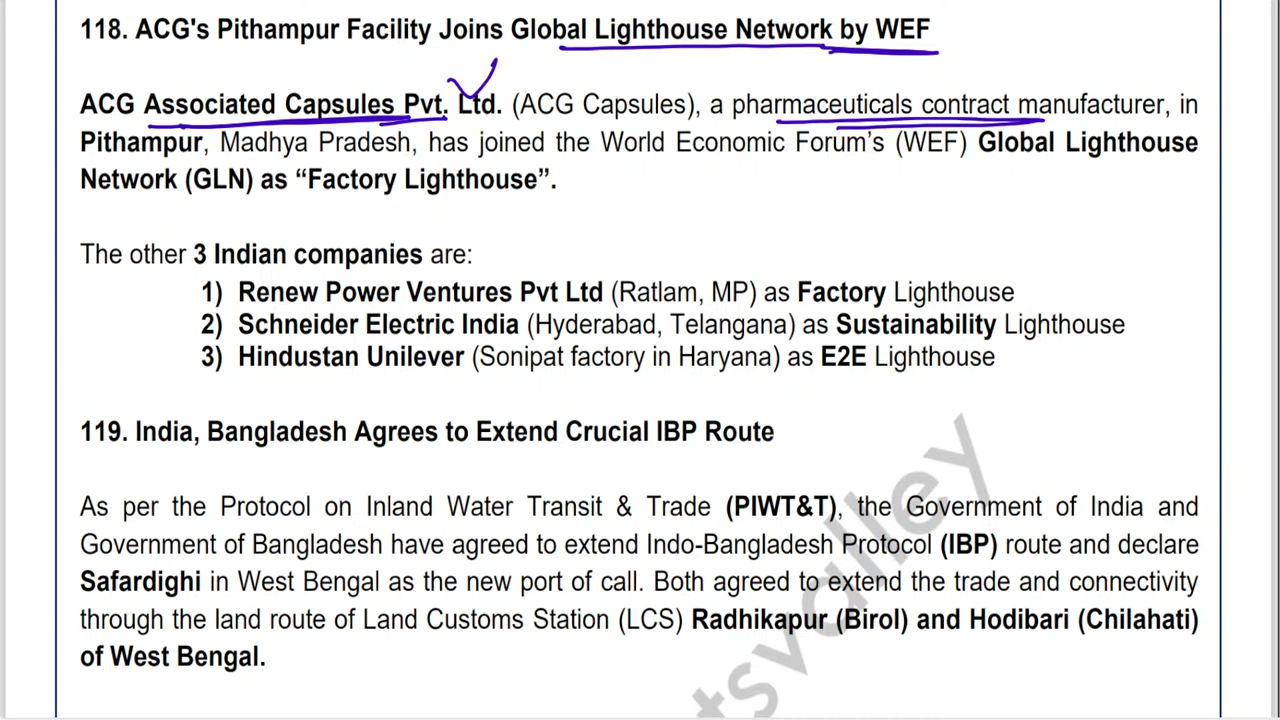 118. ACG's Pithampur Facility Joins Global Lighthouse Network by WEF
ACG Associated Capsules Pvt. Ltd. (ACG Capsules), a pharmaceuticals contract manufacturer, in
Pithampur, Madhya Pradesh, has joined the World Economic Forum’s (WEF) Global Lighthouse
Network (GLN) as “Factory Lighthouse”.
The other 3 Indian companies are:
1) Renew Power Ventures Pvt Ltd (Ratlam, MP) as Factory Lighthouse
2) Schneider Electric India (Hyderabad, Telangana) as Sustainability Lighthouse
3) Hindustan Unilever (Sonipat factory in Haryana) as E2E Lighthouse
119. India, Bangladesh Agrees to Extend Crucial IBP Route
As per the Protocol on Inland Water Transit & Trade (PIWT&T), the Government of India and
Government of Bangladesh have agreed to extend Indo-Bangladesh Protocol (IBP) route and declare
Safardighi in West Bengal as the new port of call. Both agreed to extend the trade and connectivity
through the land route of Land Customs Station (LCS) Radhikapur (Birol) and Hodibari (Chilahati)
of West Bengal.
tsvalley